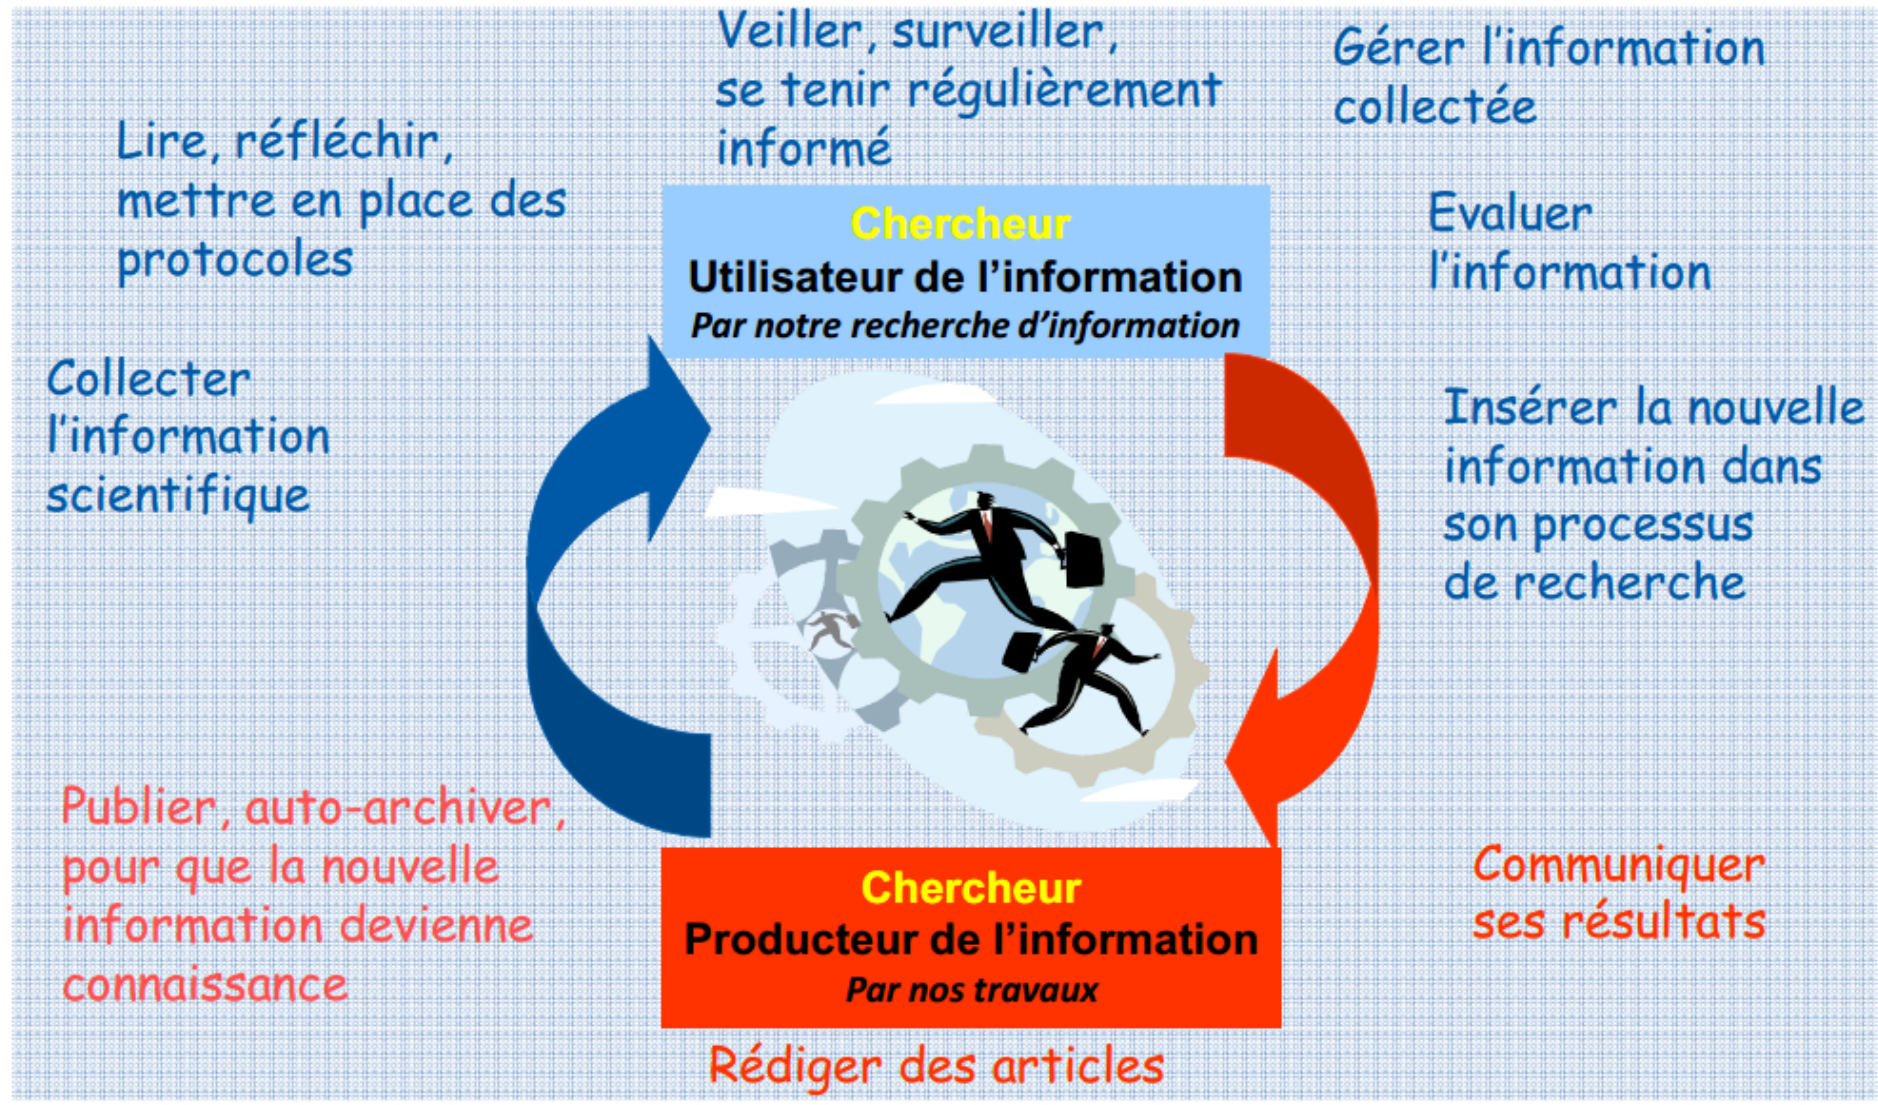 Veiller, surveiller,
se tenir régulièrement
informé
Gérer l'information
collectée
Lire, réfléchir,
mettre en place des
protocoles
Evaluer
l'information
Chercheur
Utilisateur de l'information
Par notre recherche d'information
Collecter
l'information
scientifique
Insérer la nouvelle
information dans
son processus
de recherche
Publier, auto-archiver,
pour que la nouvelle
information devienne
connaissance
Communiquer
ses résultats
Chercheur
Producteur de l'information
Par nos travaux
Rédiger des articles